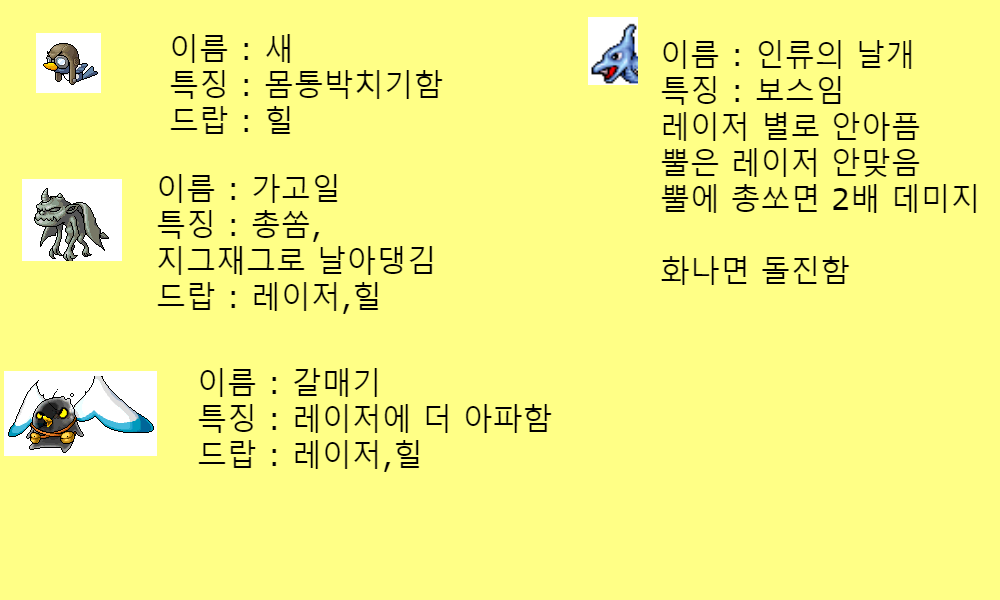 이름 : 새
특징 : 몸통박치기함
드랍 : 힐
이름 : 가고일
특징 : 총쏨,
지그재그로 날아댕김
드랍 : 레이저,힐
이름 : 갈매기
특징 : 레이저에 더 아파함
드랍 : 레이저,힐
이름 : 인류의 날개
특징 : 보스임
레이저 별로 안아픔
뿔은 레이저 안맞음
뿔에 총쏘면 2배 데미지
화나면 돌진함